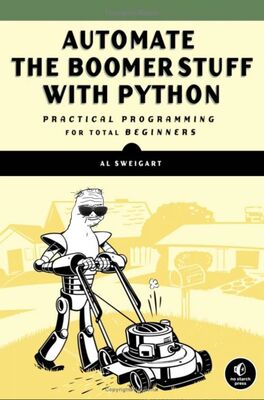 AUTOMATE
THE BOOMER STUFF
WITH PYTHON
PRACTICAL PROGRAMMING
FOR TOTAL BEGINNERS
AL SWEIGART
no starch
press